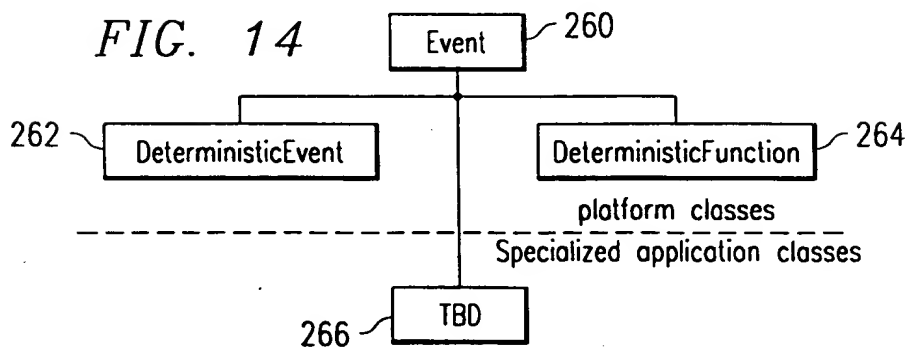 FIG. 14
Event 260
262 DeterministicEvent
DeterministicFunction 264
platform classes
Specialized application classes
TBD
266